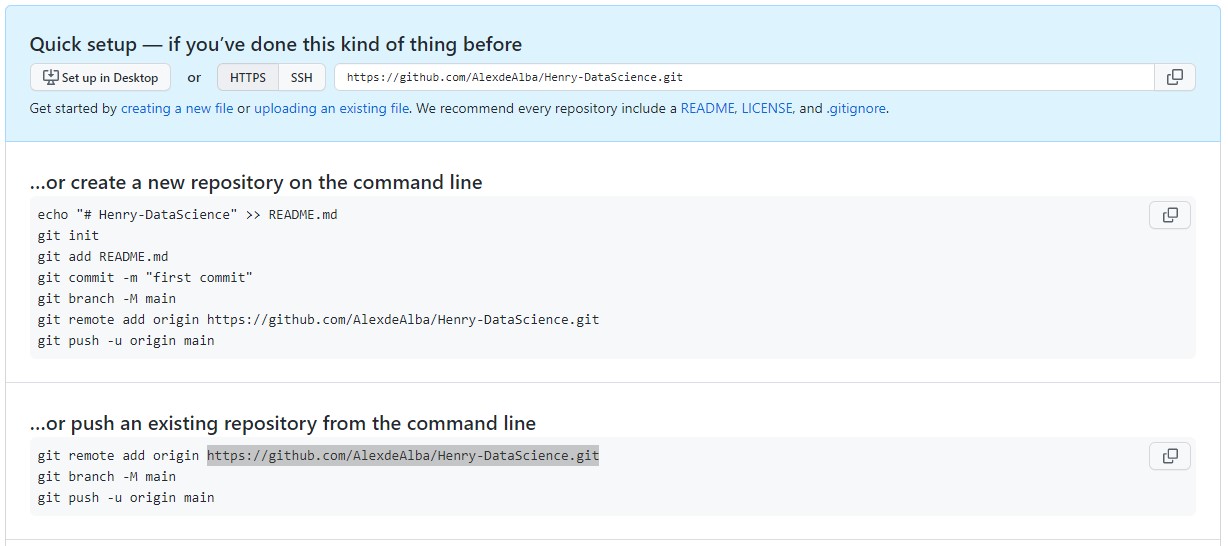 Quick setup — if you’ve done this kind of thing before
Set up in Desktop or HTTPS SSH https://github.com/AlexdeAlba/Henry-DataScience.git
Get started by creating a new file or uploading an existing file. We recommend every repository include a README, LICENSE, and .gitignore.
…or create a new repository on the command line
echo "# Henry-DataScience" >> README.md
git init
git add README.md
git commit -m "first commit"
git branch -M main
git remote add origin https://github.com/AlexdeAlba/Henry-DataScience.git
git push -u origin main
…or push an existing repository from the command line
git remote add origin https://github.com/AlexdeAlba/Henry-DataScience.git
git branch -M main
git push -u origin main